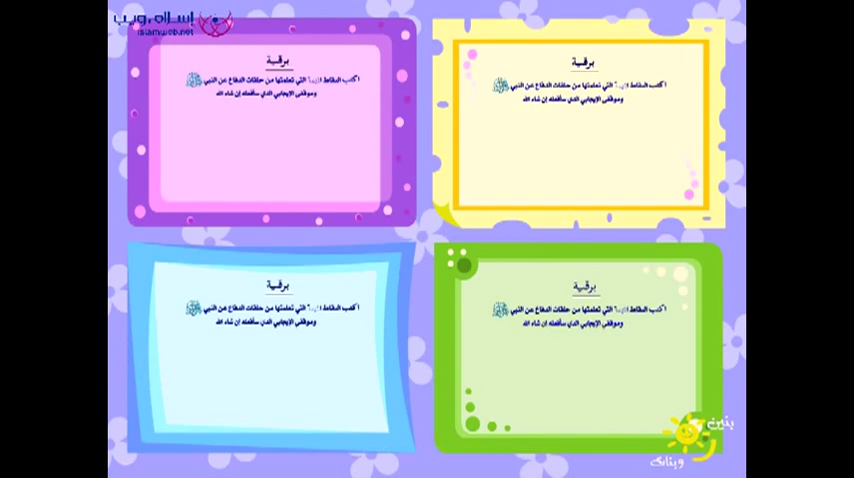 إسلام ويب
islamweb.net
برقية
اكتب النقاط التي تعلمتها من حلقات الدفاع عن النبي ﷺ
وموقفي الإيجابي الذي سأفعله إن شاء الله
برقية
اكتب النقاط التي تعلمتها من حلقات الدفاع عن النبي ﷺ
وموقفي الإيجابي الذي سأفعله إن شاء الله
برقية
اكتب النقاط التي تعلمتها من حلقات الدفاع عن النبي ﷺ
وموقفي الإيجابي الذي سأفعله إن شاء الله
برقية
اكتب النقاط التي تعلمتها من حلقات الدفاع عن النبي ﷺ
وموقفي الإيجابي الذي سأفعله إن شاء الله
بنين
وبنات